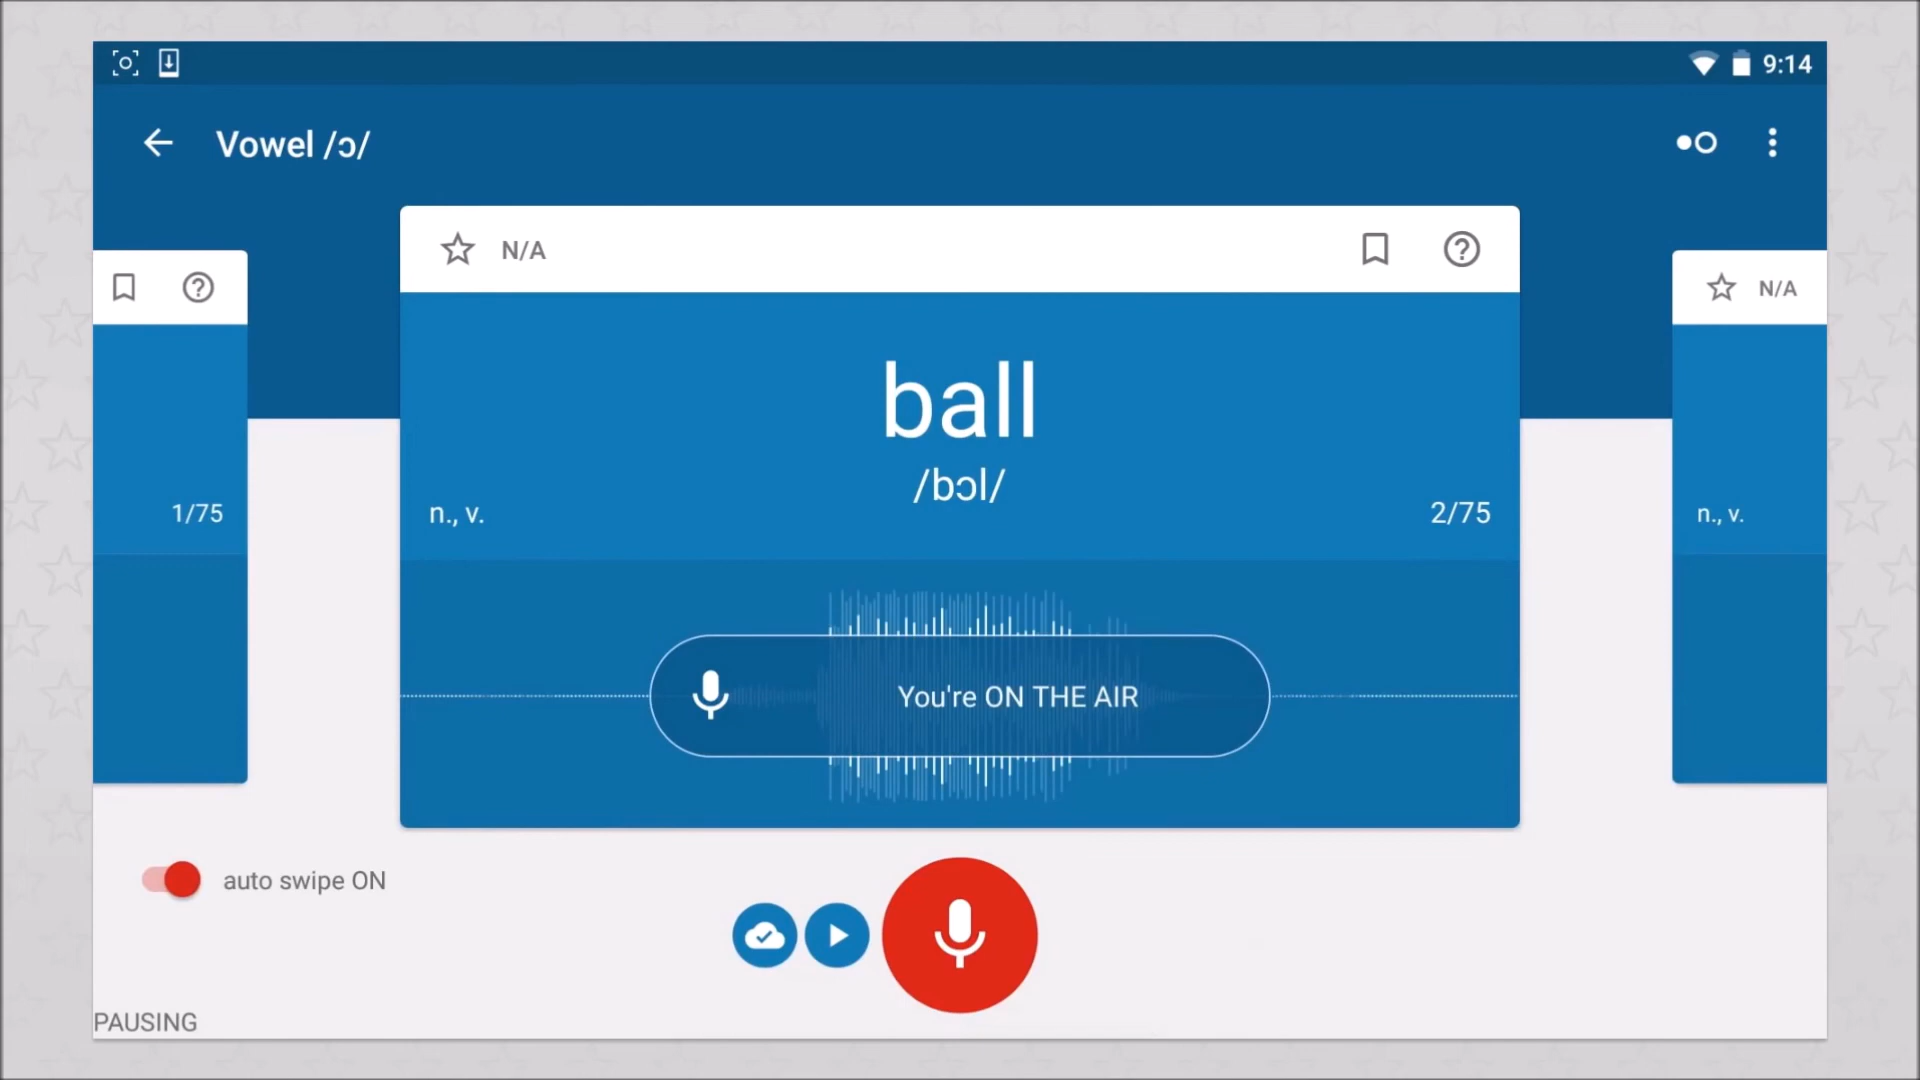 9:14
Vowel /ɔ/
N/A
N/A
ball
/bɔl/
1/75
n., v.
2/75
n., v.
You're ON THE AIR
auto swipe ON
PAUSING